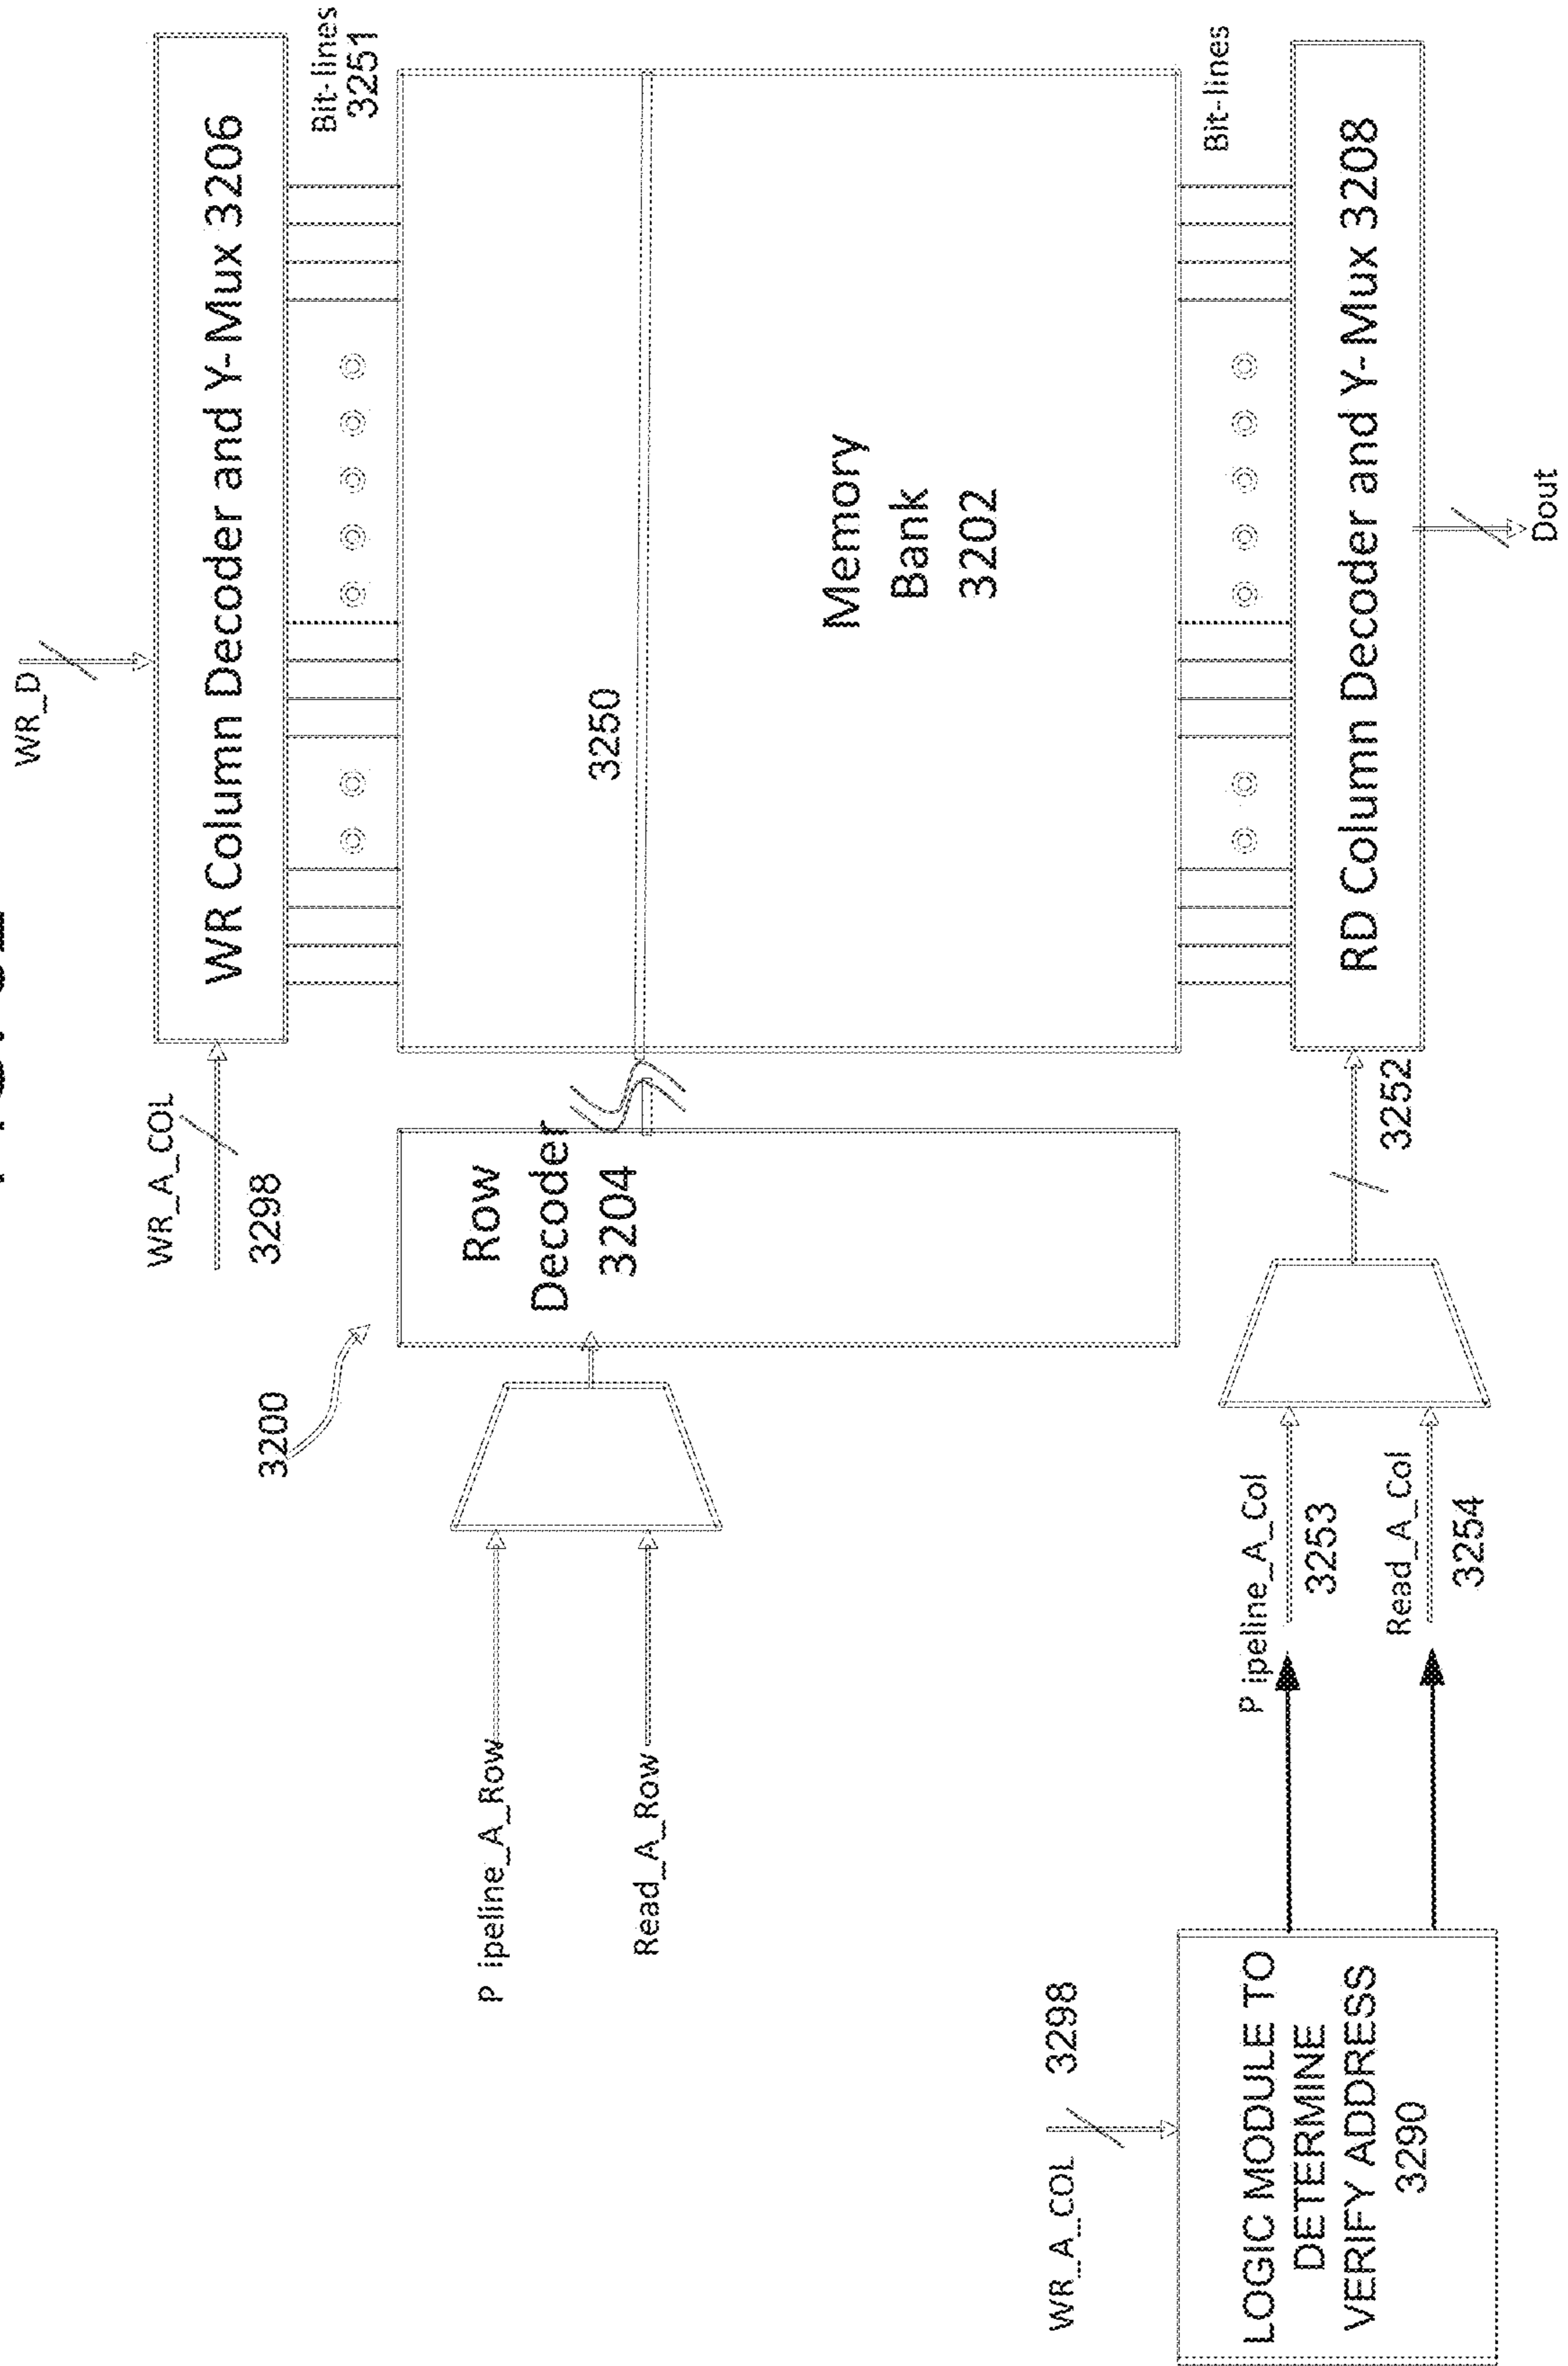 WR_D
WR_A_COL
3298
WR Column Decoder and Y-Mux 3206
Bit-lines
3251
3200
P ipeline_A_Row
Read_A_Row
Row
Decoder
3204
3250
Memory
Bank
3202
Bit-lines
WR_A_COL
3298
LOGIC MODULE TO
DETERMINE
VERIFY ADDRESS
3290
P ipeline_A_Col
3253
Read_A_Col
3254
3252
RD Column Decoder and Y-Mux 3208
Dout